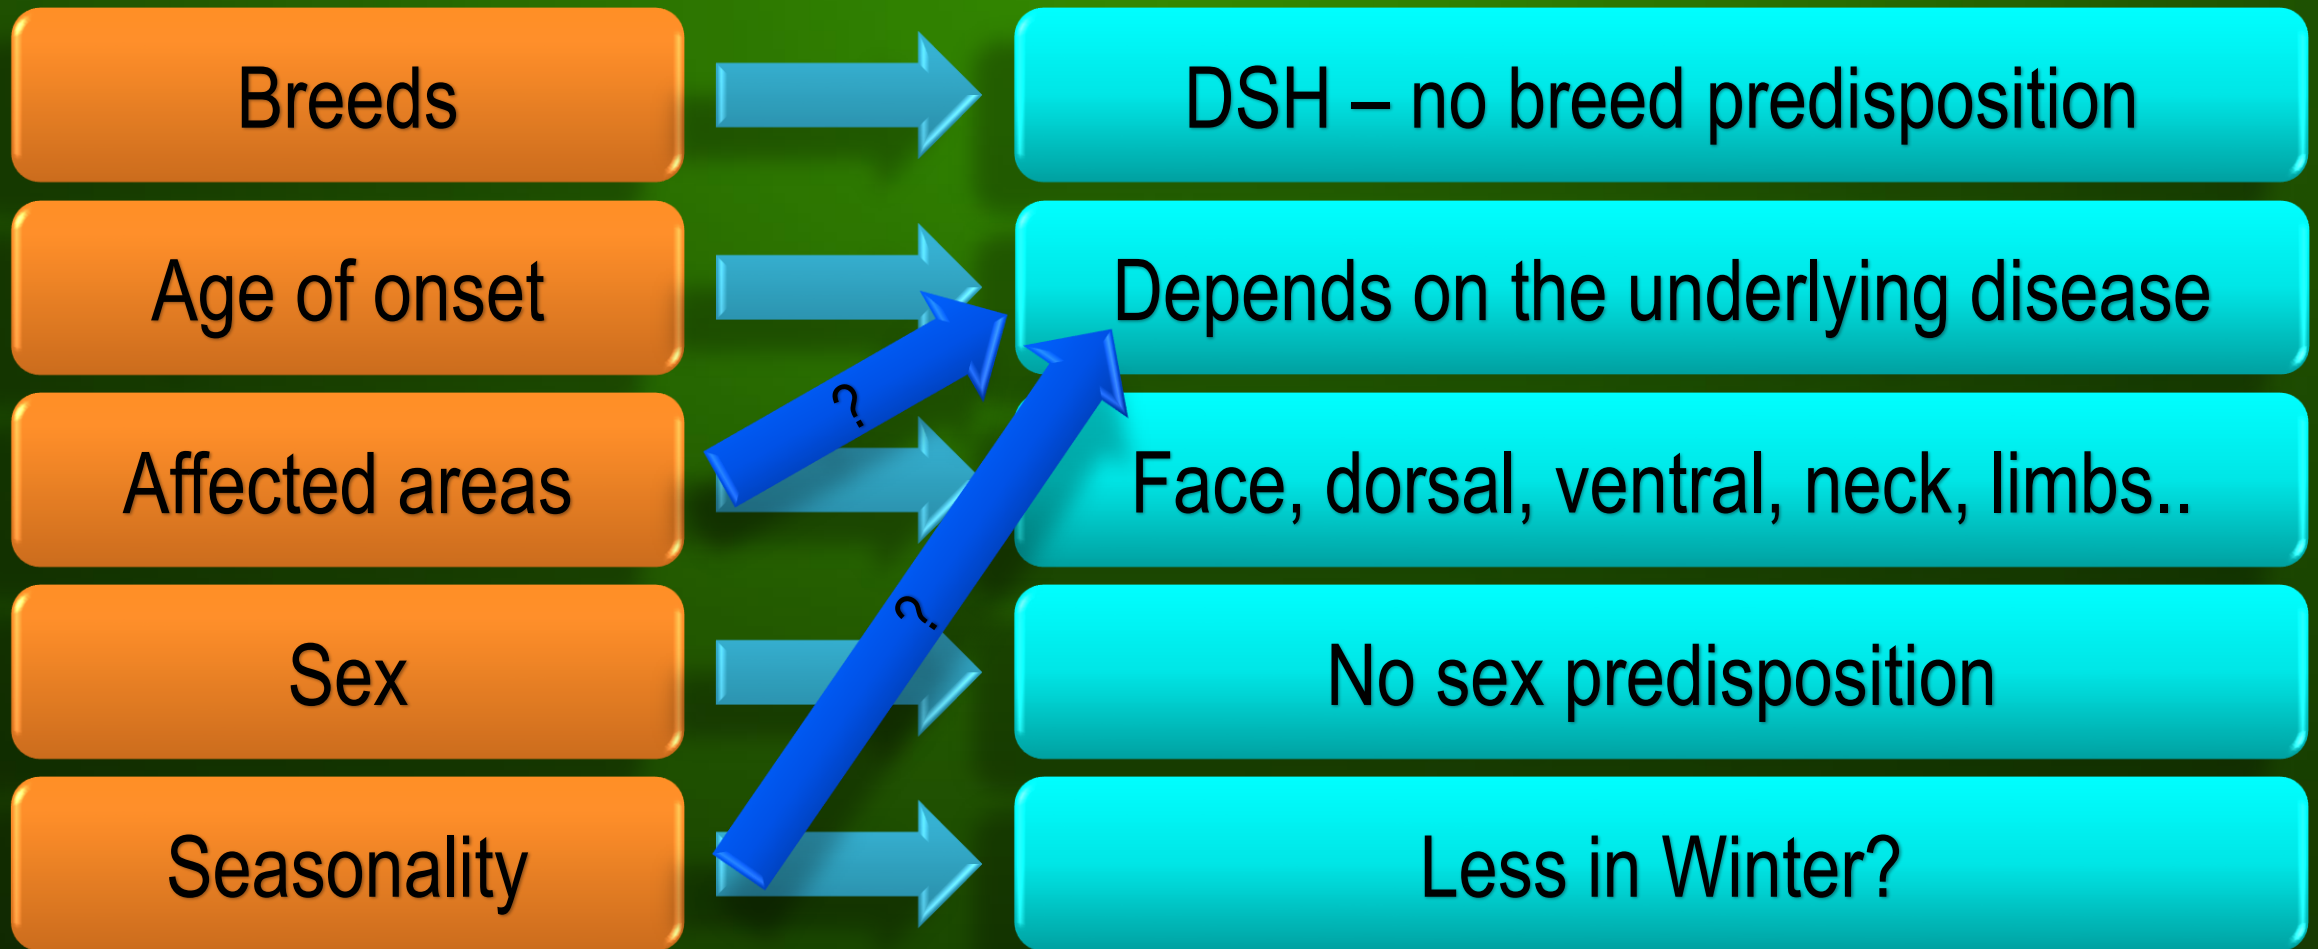 Breeds
DSH – no breed predisposition
Age of onset
Depends on the underlying disease
?
Affected areas
Face, dorsal, ventral, neck, limbs..
?
Sex
No sex predisposition
Seasonality
Less in Winter?